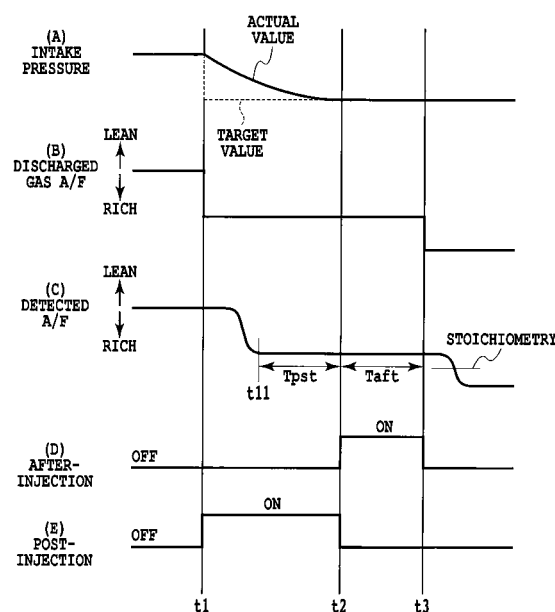 (A)
INTAKE
PRESSURE
ACTUAL
VALUE
TARGET
VALUE
LEAN
(B)
DISCHARGED
GAS A/F
RICH
LEAN
(C)
DETECTED
A/F
RICH
STOICHIOMETRY
Tpst
Taft
t11
(D)
AFTER-
INJECTION
OFF
ON
(E)
POST-
INJECTION
OFF
ON
t1
t2
t3